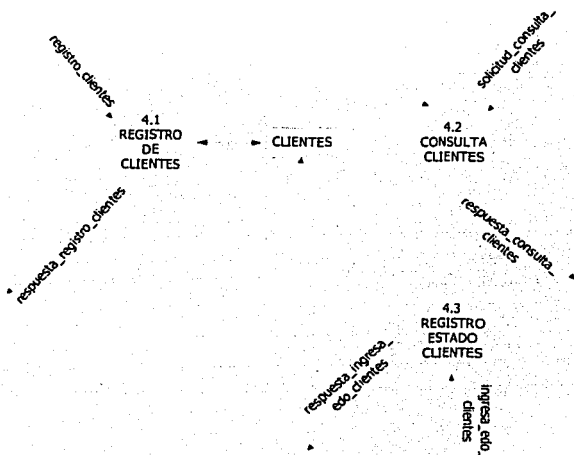 registro_clientes
solicitud_consulta_
clientes
4.1
REGISTRO
DE
CLIENTES
CLIENTES
4.2
CONSULTA
CLIENTES
respuesta_registro_clientes
respuesta_consulta_
clientes
4.3
REGISTRO
ESTADO
CLIENTES
respuesta_ingresa_
edo_clientes
ingresa_edo_
clientes